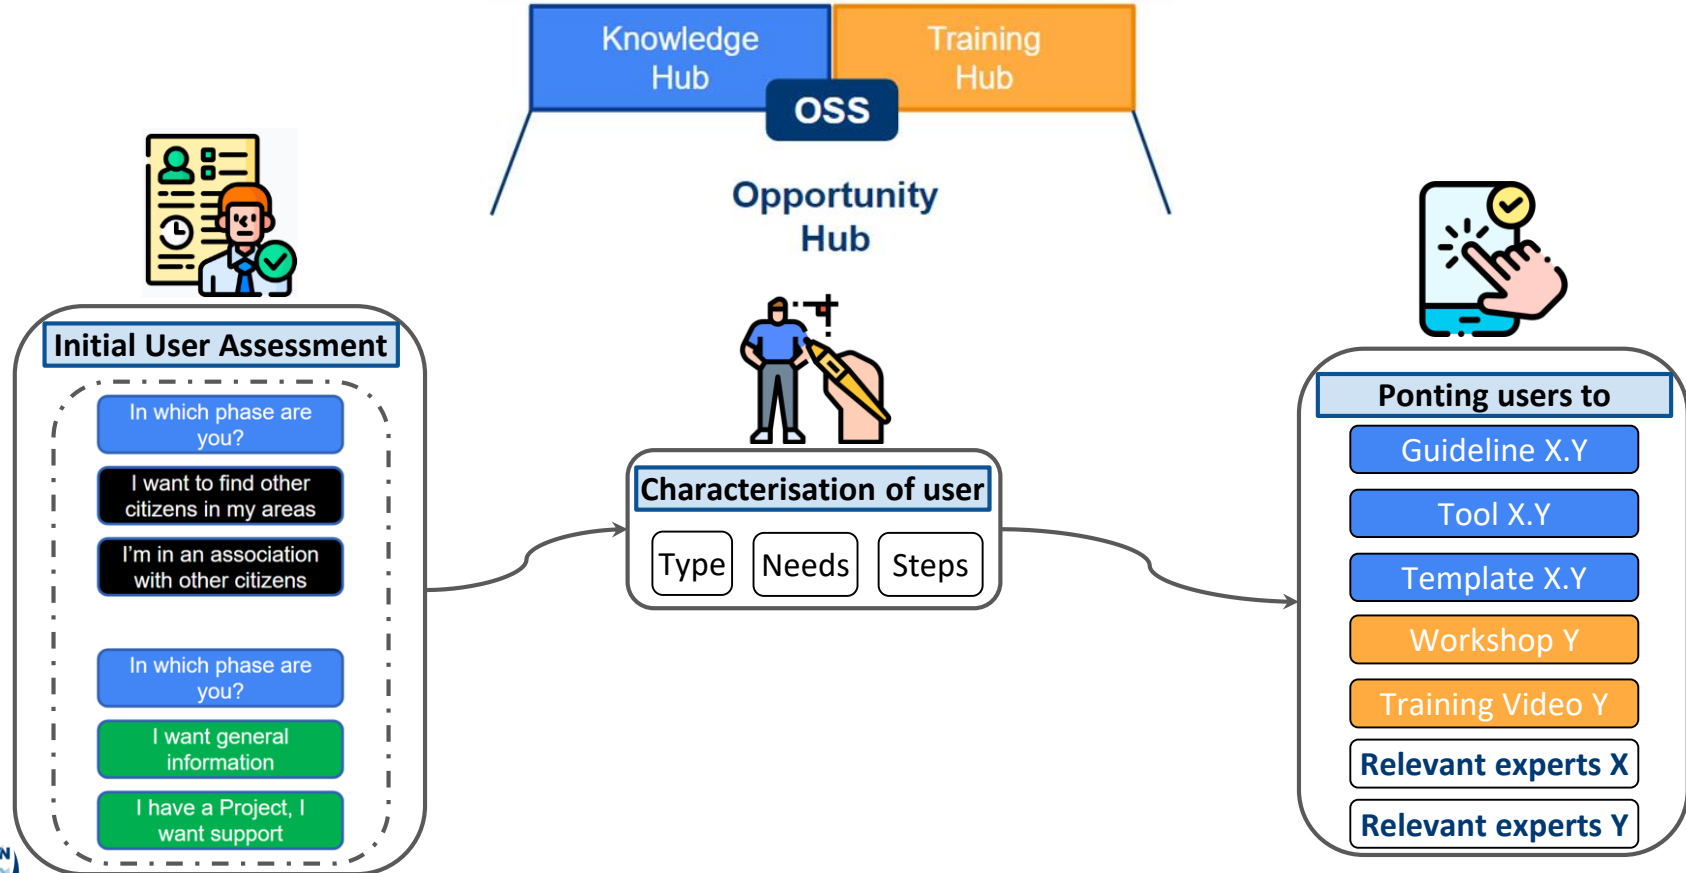 Knowledge
Hub
Training
Hub
OSS
Opportunity
Hub
Initial User Assessment
In which phase are
you?
I want to find other
citizens in my areas
I'm in an association
with other citizens
In which phase are
you?
I want general
information
I have a Project, I
want support
Characterisation of user
Type
Needs
Steps
Ponting users to
Guideline X.Y
Tool X.Y
Template X.Y
Workshop Y
Training Video Y
Relevant experts X
Relevant experts Y